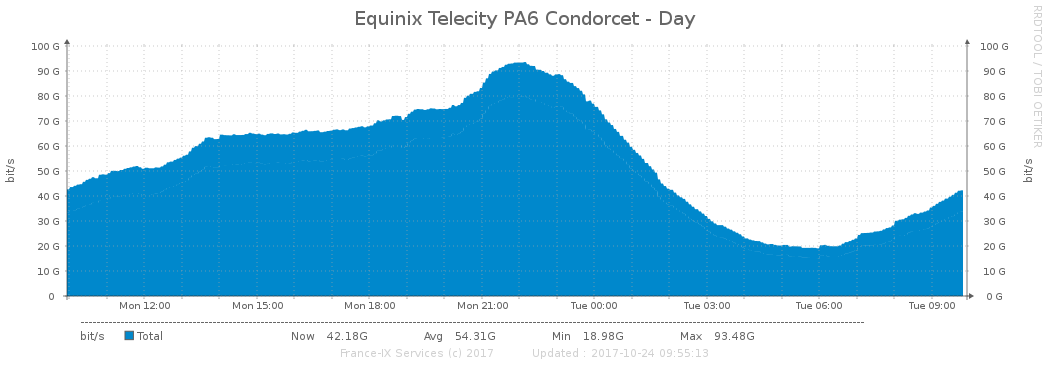 Equinix Telecity PA6 Condorcet - Day
RRDTOOL / TOBI OETIKER
bit/s
100 G
90 G
80 G
70 G
60 G
50 G
40 G
30 G
20 G
10 G
0
100 G
90 G
80 G
70 G
60 G
50 G
40 G
30 G
20 G
10 G
0 G
bit/s
Mon 12:00 Mon 15:00 Mon 18:00 Mon 21:00 Tue 00:00 Tue 03:00 Tue 06:00 Tue 09:00
bit/s Total Now 42.18G Avg 54.31G Min 18.98G Max 93.48G
France-IX Services (c) 2017 Updated : 2017-10-24 09:55:13